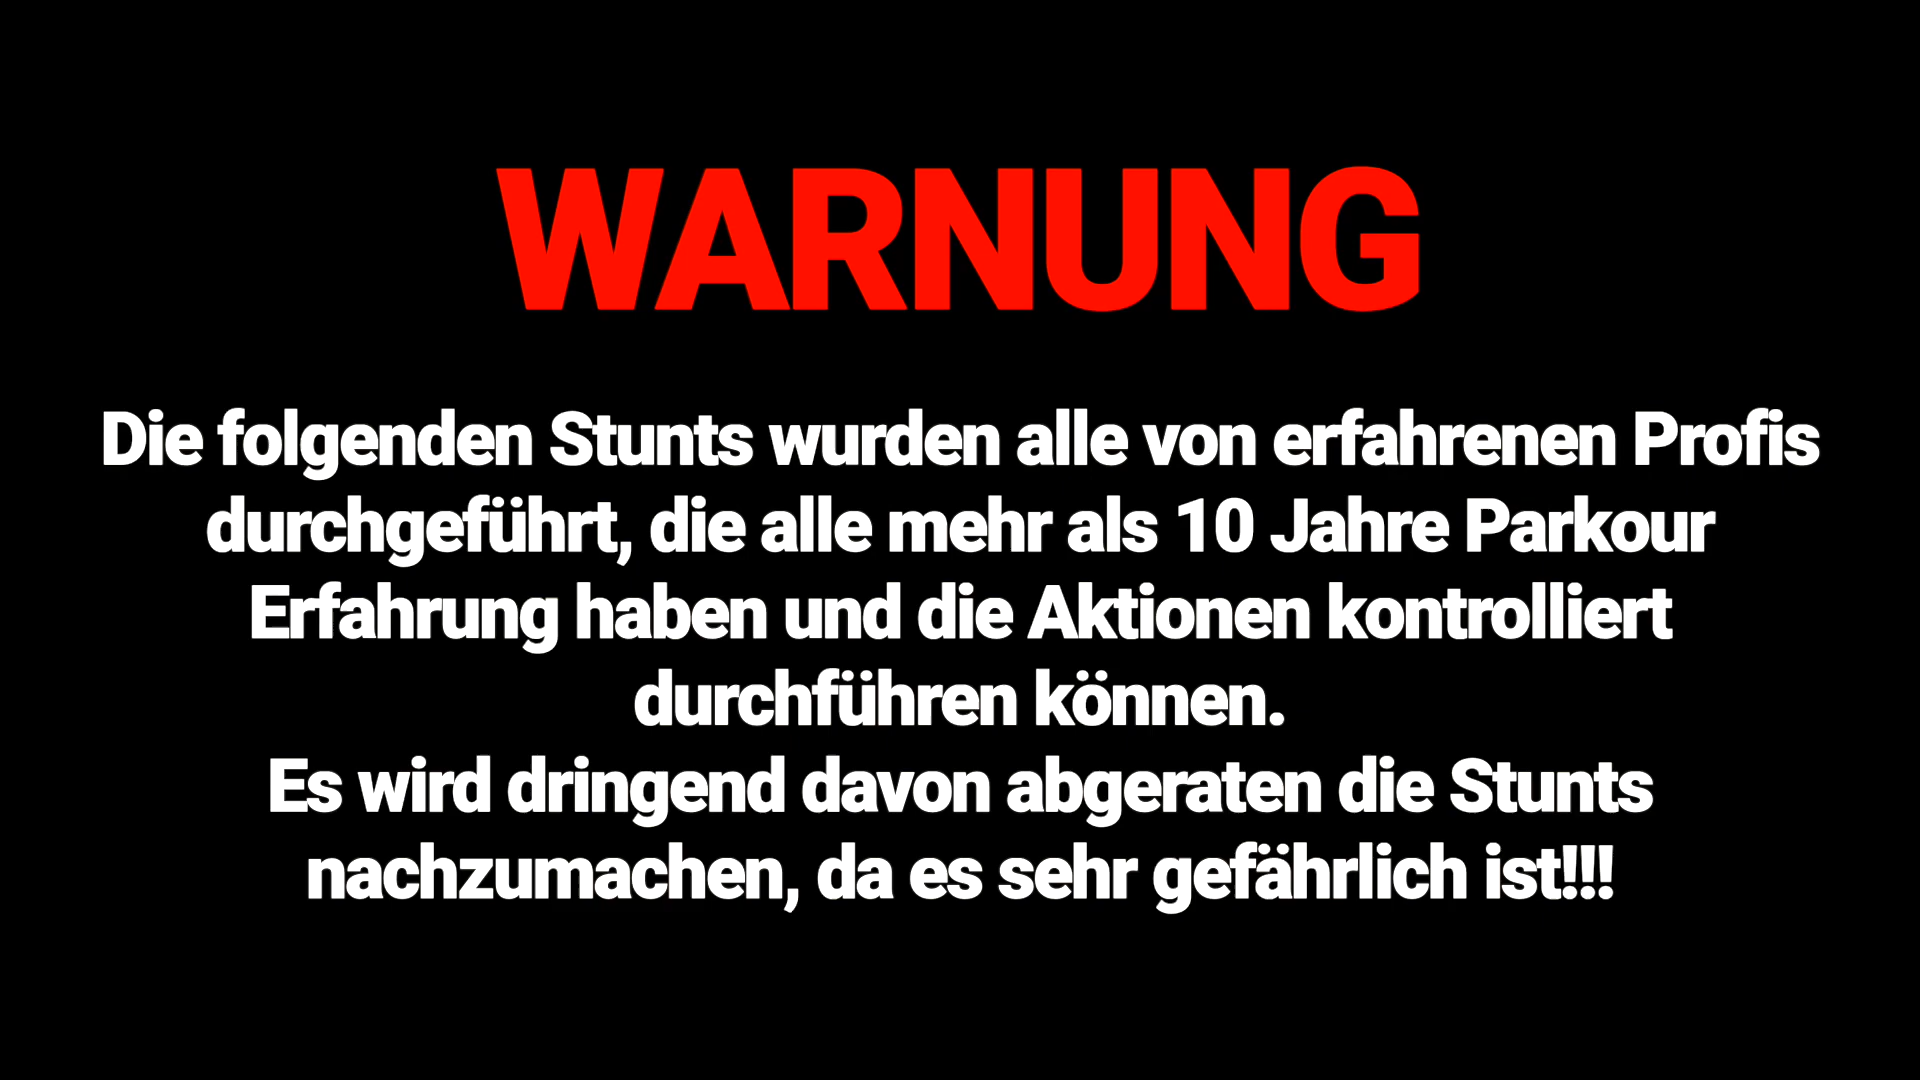 WARNUNG
Die folgenden Stunts wurden alle von erfahrenen Profis
durchgeführt, die alle mehr als 10 Jahre Parkour
Erfahrung haben und die Aktionen kontrolliert
durchführen können.
Es wird dringend davon abgeraten die Stunts
nachzumachen, da es sehr gefährlich ist!!!